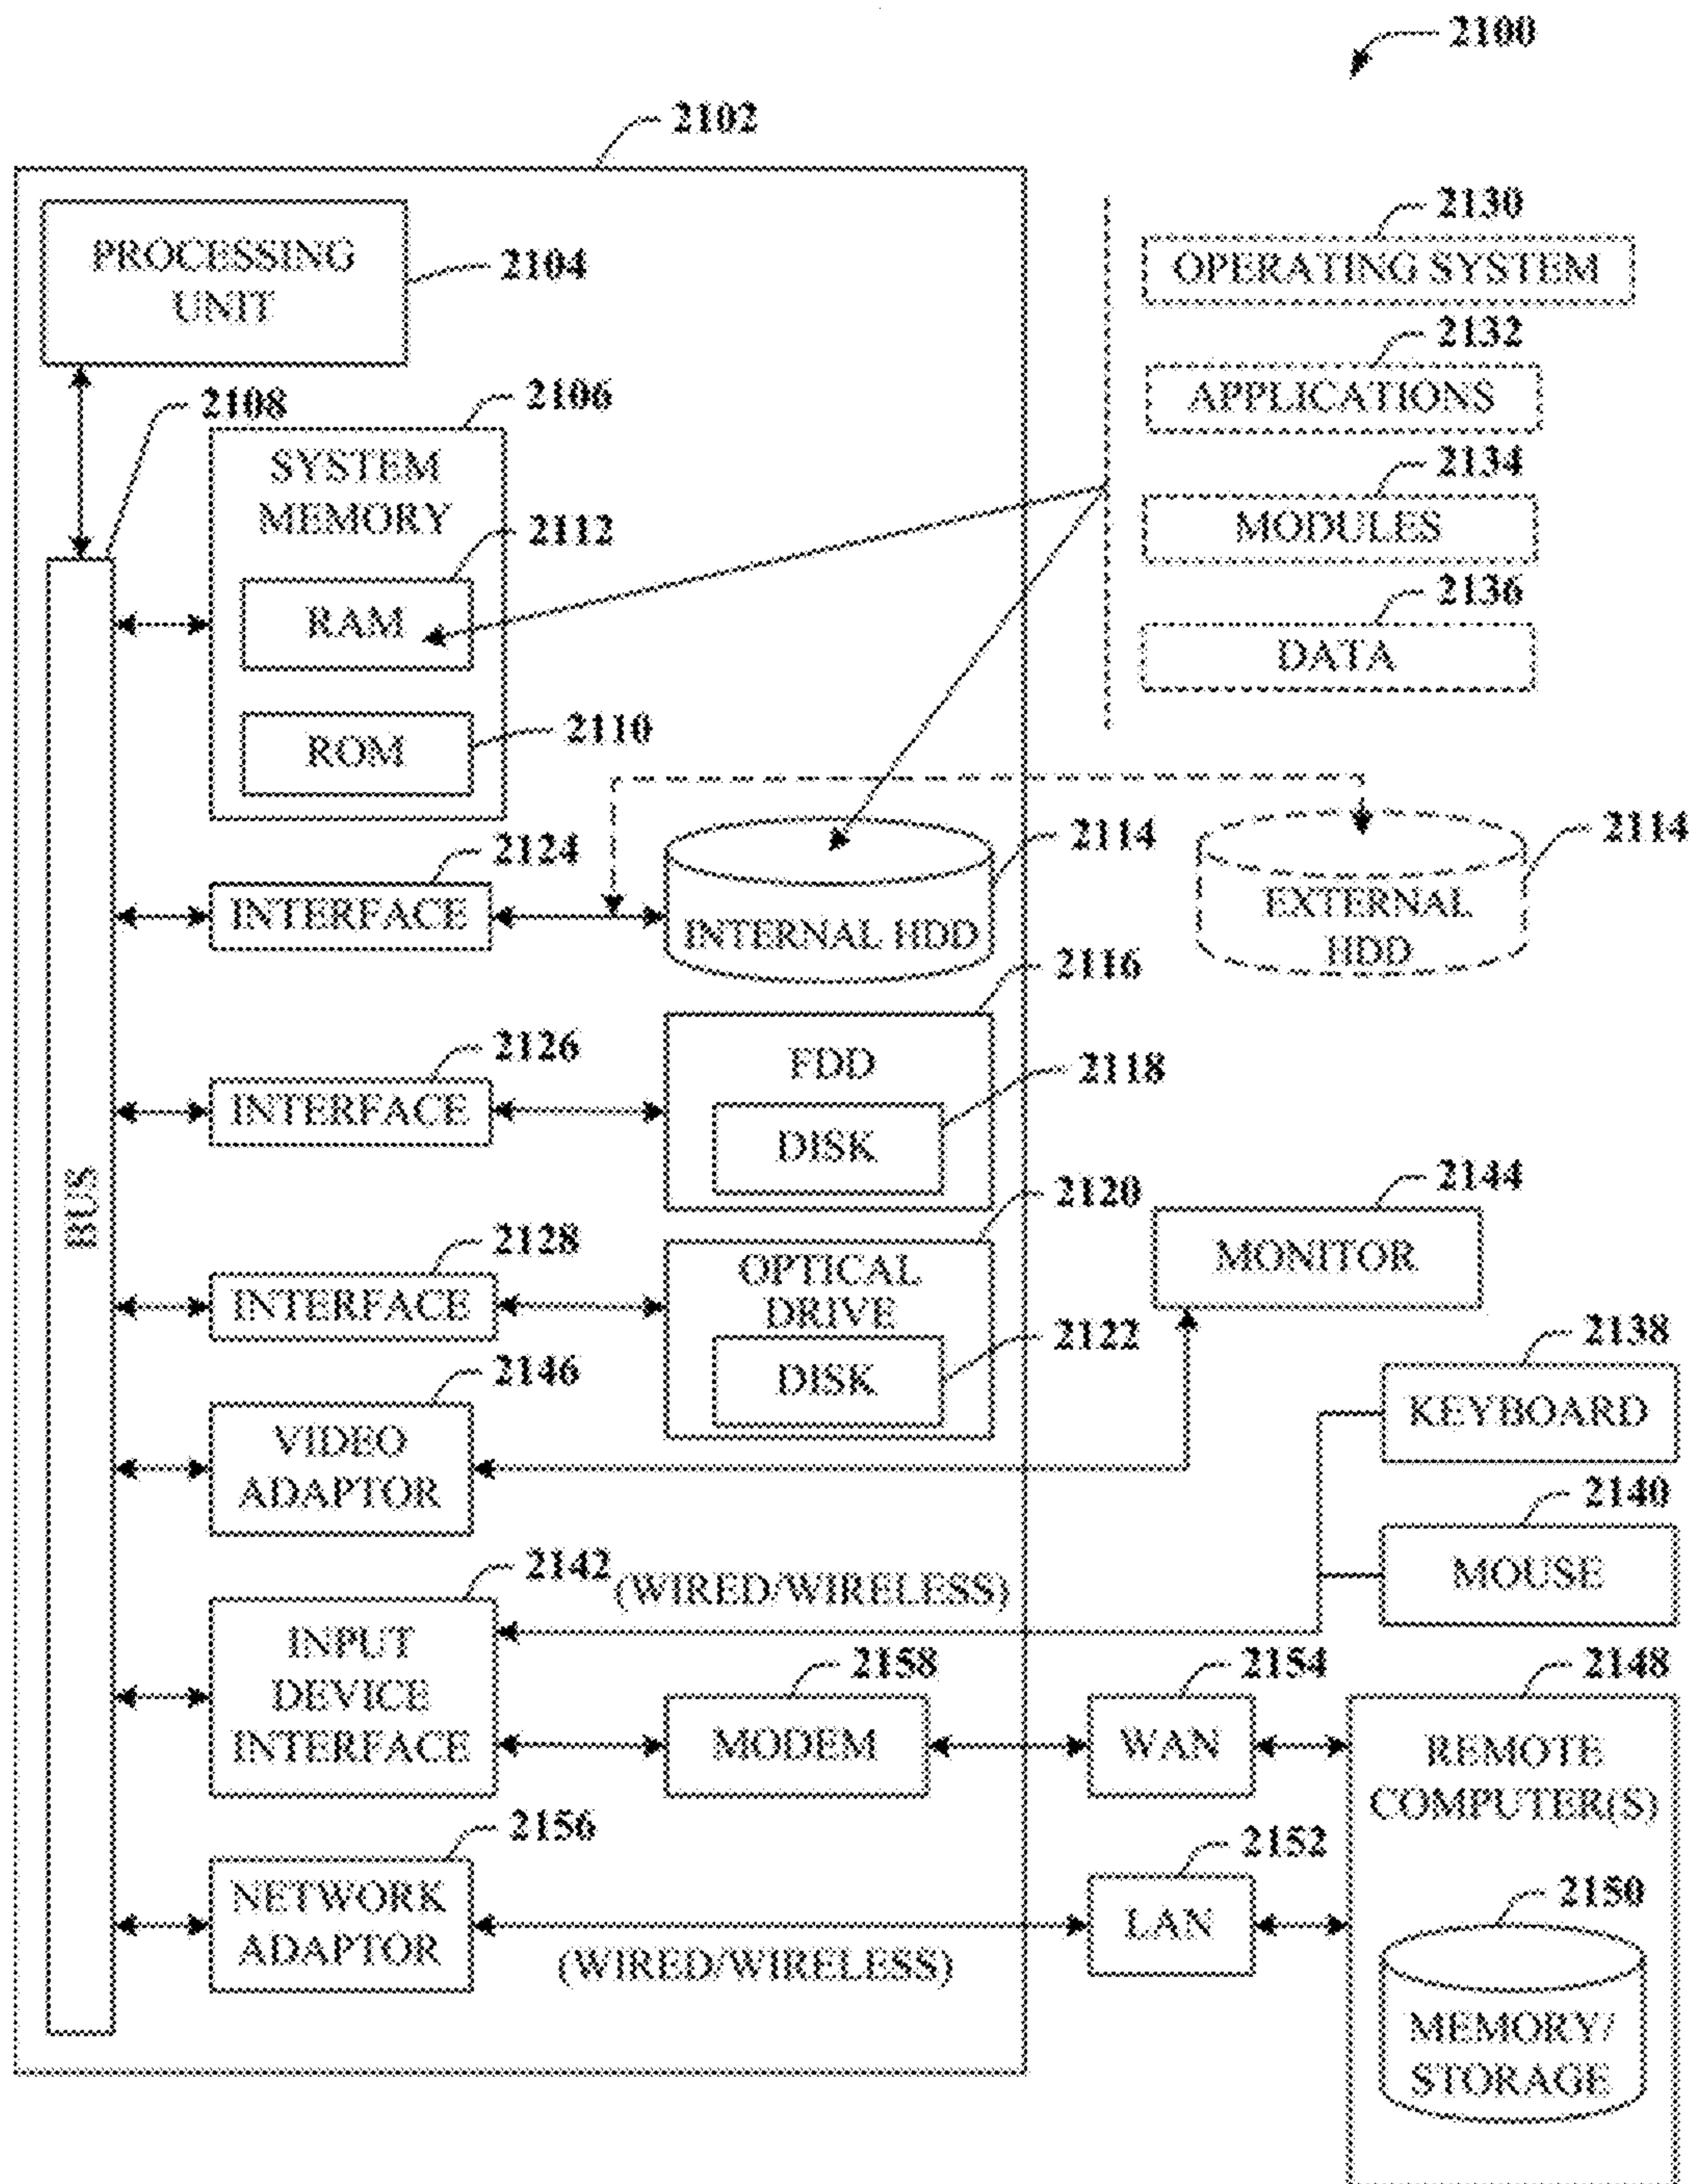 2100
2102
PROCESSING
UNIT
2104
2130
OPERATING SYSTEM
2132
APPLICATIONS
2134
MODULES
2136
DATA
2108
2106
SYSTEM
MEMORY
2112
RAM
2110
ROM
2124
INTERFACE
2114
INTERNAL HDD
2114
EXTERNAL
HDD
2126
INTERFACE
2116
FDD
2118
DISK
BUS
2128
INTERFACE
2120
OPTICAL
DRIVE
2122
DISK
2144
MONITOR
2146
VIDEO
ADAPTOR
2138
KEYBOARD
2140
MOUSE
2142
(WIRED/WIRELESS)
INPUT
DEVICE
INTERFACE
2158
MODEM
2154
WAN
2148
REMOTE
COMPUTER(S)
2156
NETWORK
ADAPTOR
(WIRED/WIRELESS)
2152
LAN
2150
MEMORY/
STORAGE